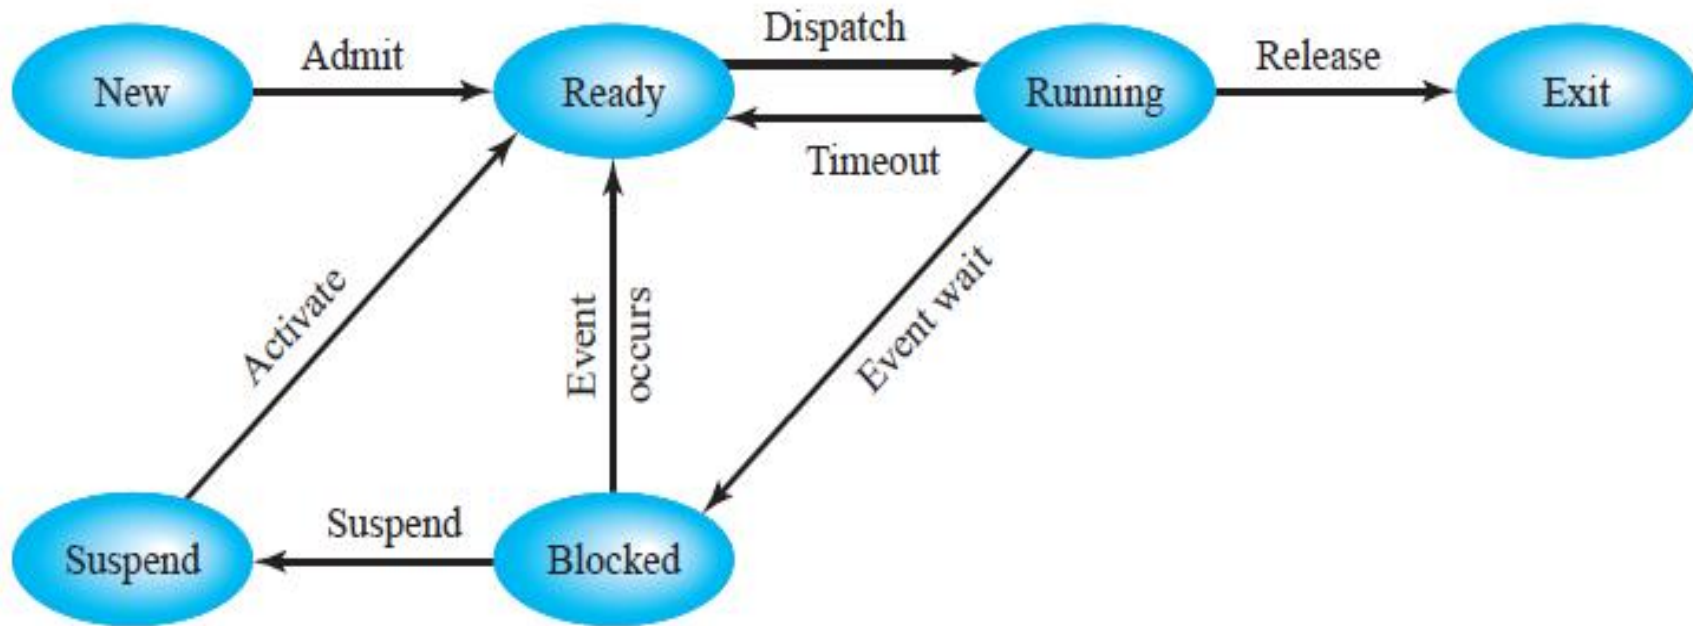 Dispatch
Admit
Release
New
Ready
Running
Exit
Timeout
Activate
Event
occurs
Event wait
Suspend
Suspend
Blocked